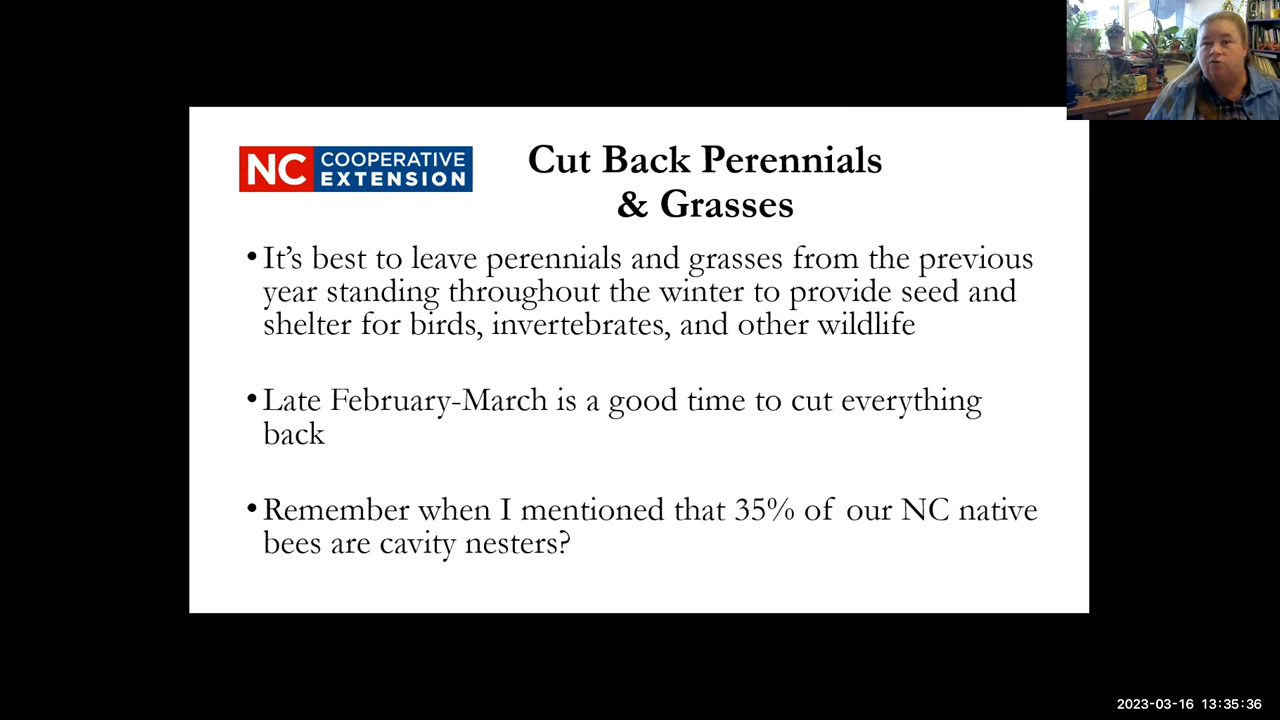 NC COOPERATIVE
EXTENSION
Cut Back Perennials
& Grasses
•It’s best to leave perennials and grasses from the previous
year standing throughout the winter to provide seed and
shelter for birds, invertebrates, and other wildlife
•Late February-March is a good time to cut everything
back
•Remember when I mentioned that 35% of our NC native
bees are cavity nesters?
2023-03-16 13:35:36